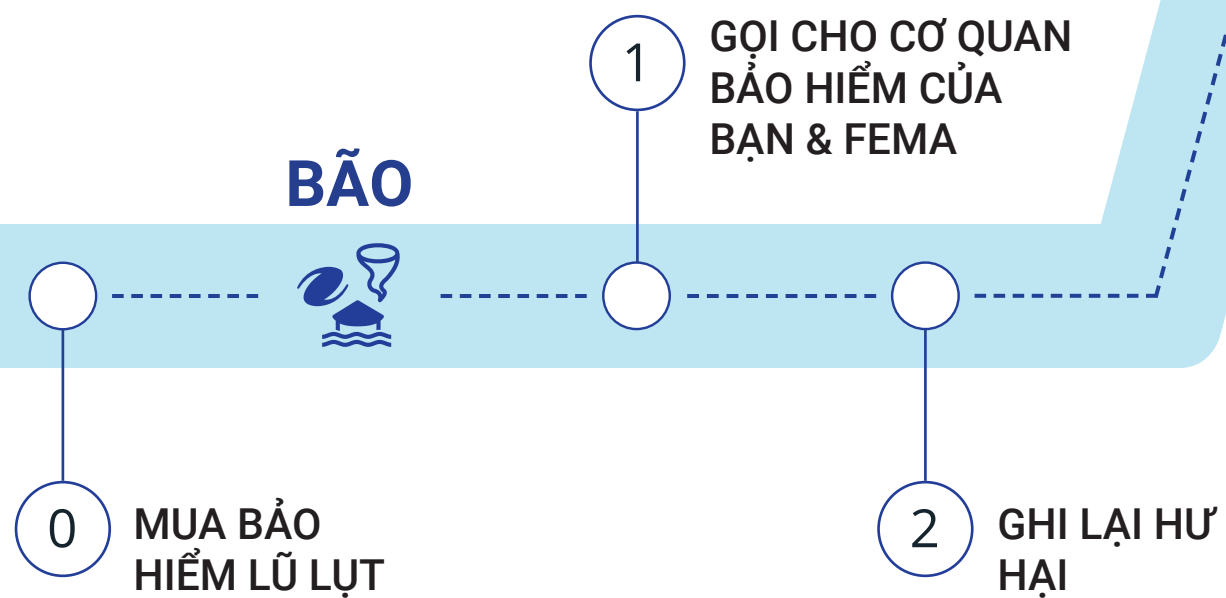 1
GỌI CHO CƠ QUAN
BẢO HIỂM CỦA
BẠN & FEMA
BÃO
0
MUA BẢO
HIỂM LŨ LỤT
2
GHI LẠI HƯ
HẠI